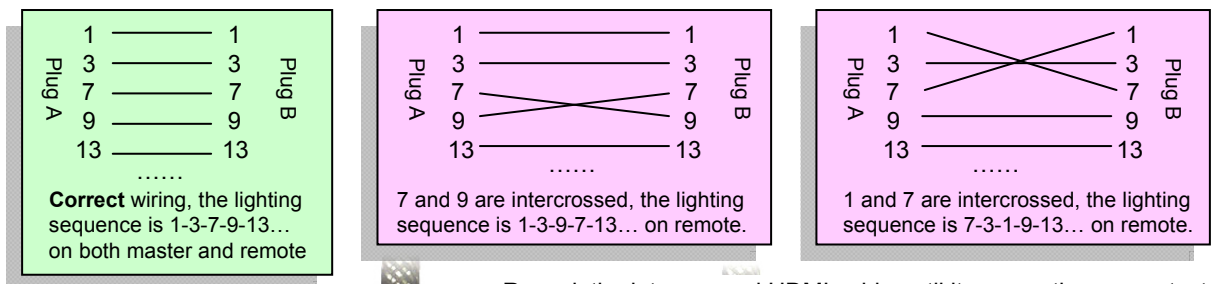 Plug A
1 1
3 3
7 7
9 9
13 13
Plug B
……
Correct wiring, the lighting
sequence is 1-3-7-9-13…
on both master and remote
Plug A
1 1
3 3
7 7
9 9
13 13
Plug B
……
7 and 9 are intercrossed, the lighting
sequence is 1-3-9-7-13… on remote.
Plug A
1 1
3 3
7 7
9 9
13 13
Plug B
……
1 and 7 are intercrossed, the lighting
sequence is 7-3-1-9-13… on remote.